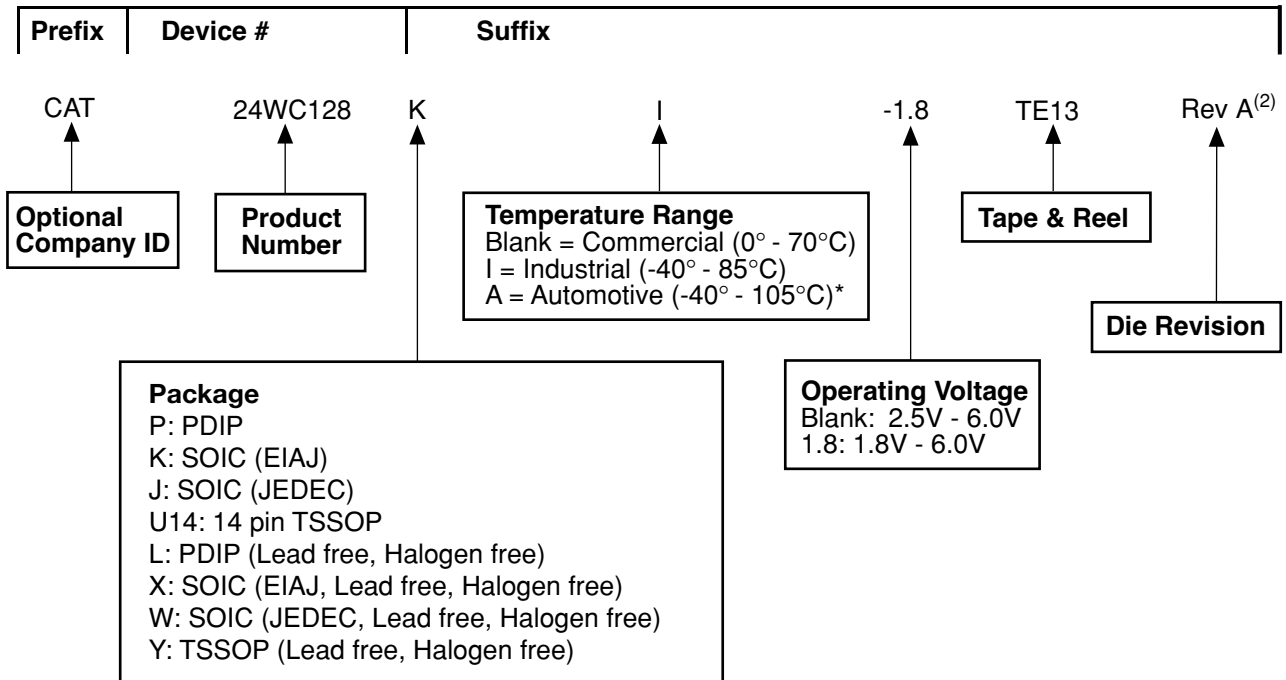 Prefix Device # Suffix
CAT 24WC128 K I -1.8 TE13 Rev A(2)
Optional
Company ID
Product
Number
Temperature Range
Blank = Commercial (0° - 70°C)
I = Industrial (-40° - 85°C)
A = Automotive (-40° - 105°C)*
Tape & Reel
Die Revision
Package
P: PDIP
K: SOIC (EIAJ)
J: SOIC (JEDEC)
U14: 14 pin TSSOP
L: PDIP (Lead free, Halogen free)
X: SOIC (EIAJ, Lead free, Halogen free)
W: SOIC (JEDEC, Lead free, Halogen free)
Y: TSSOP (Lead free, Halogen free)
Operating Voltage
Blank: 2.5V - 6.0V
1.8: 1.8V - 6.0V